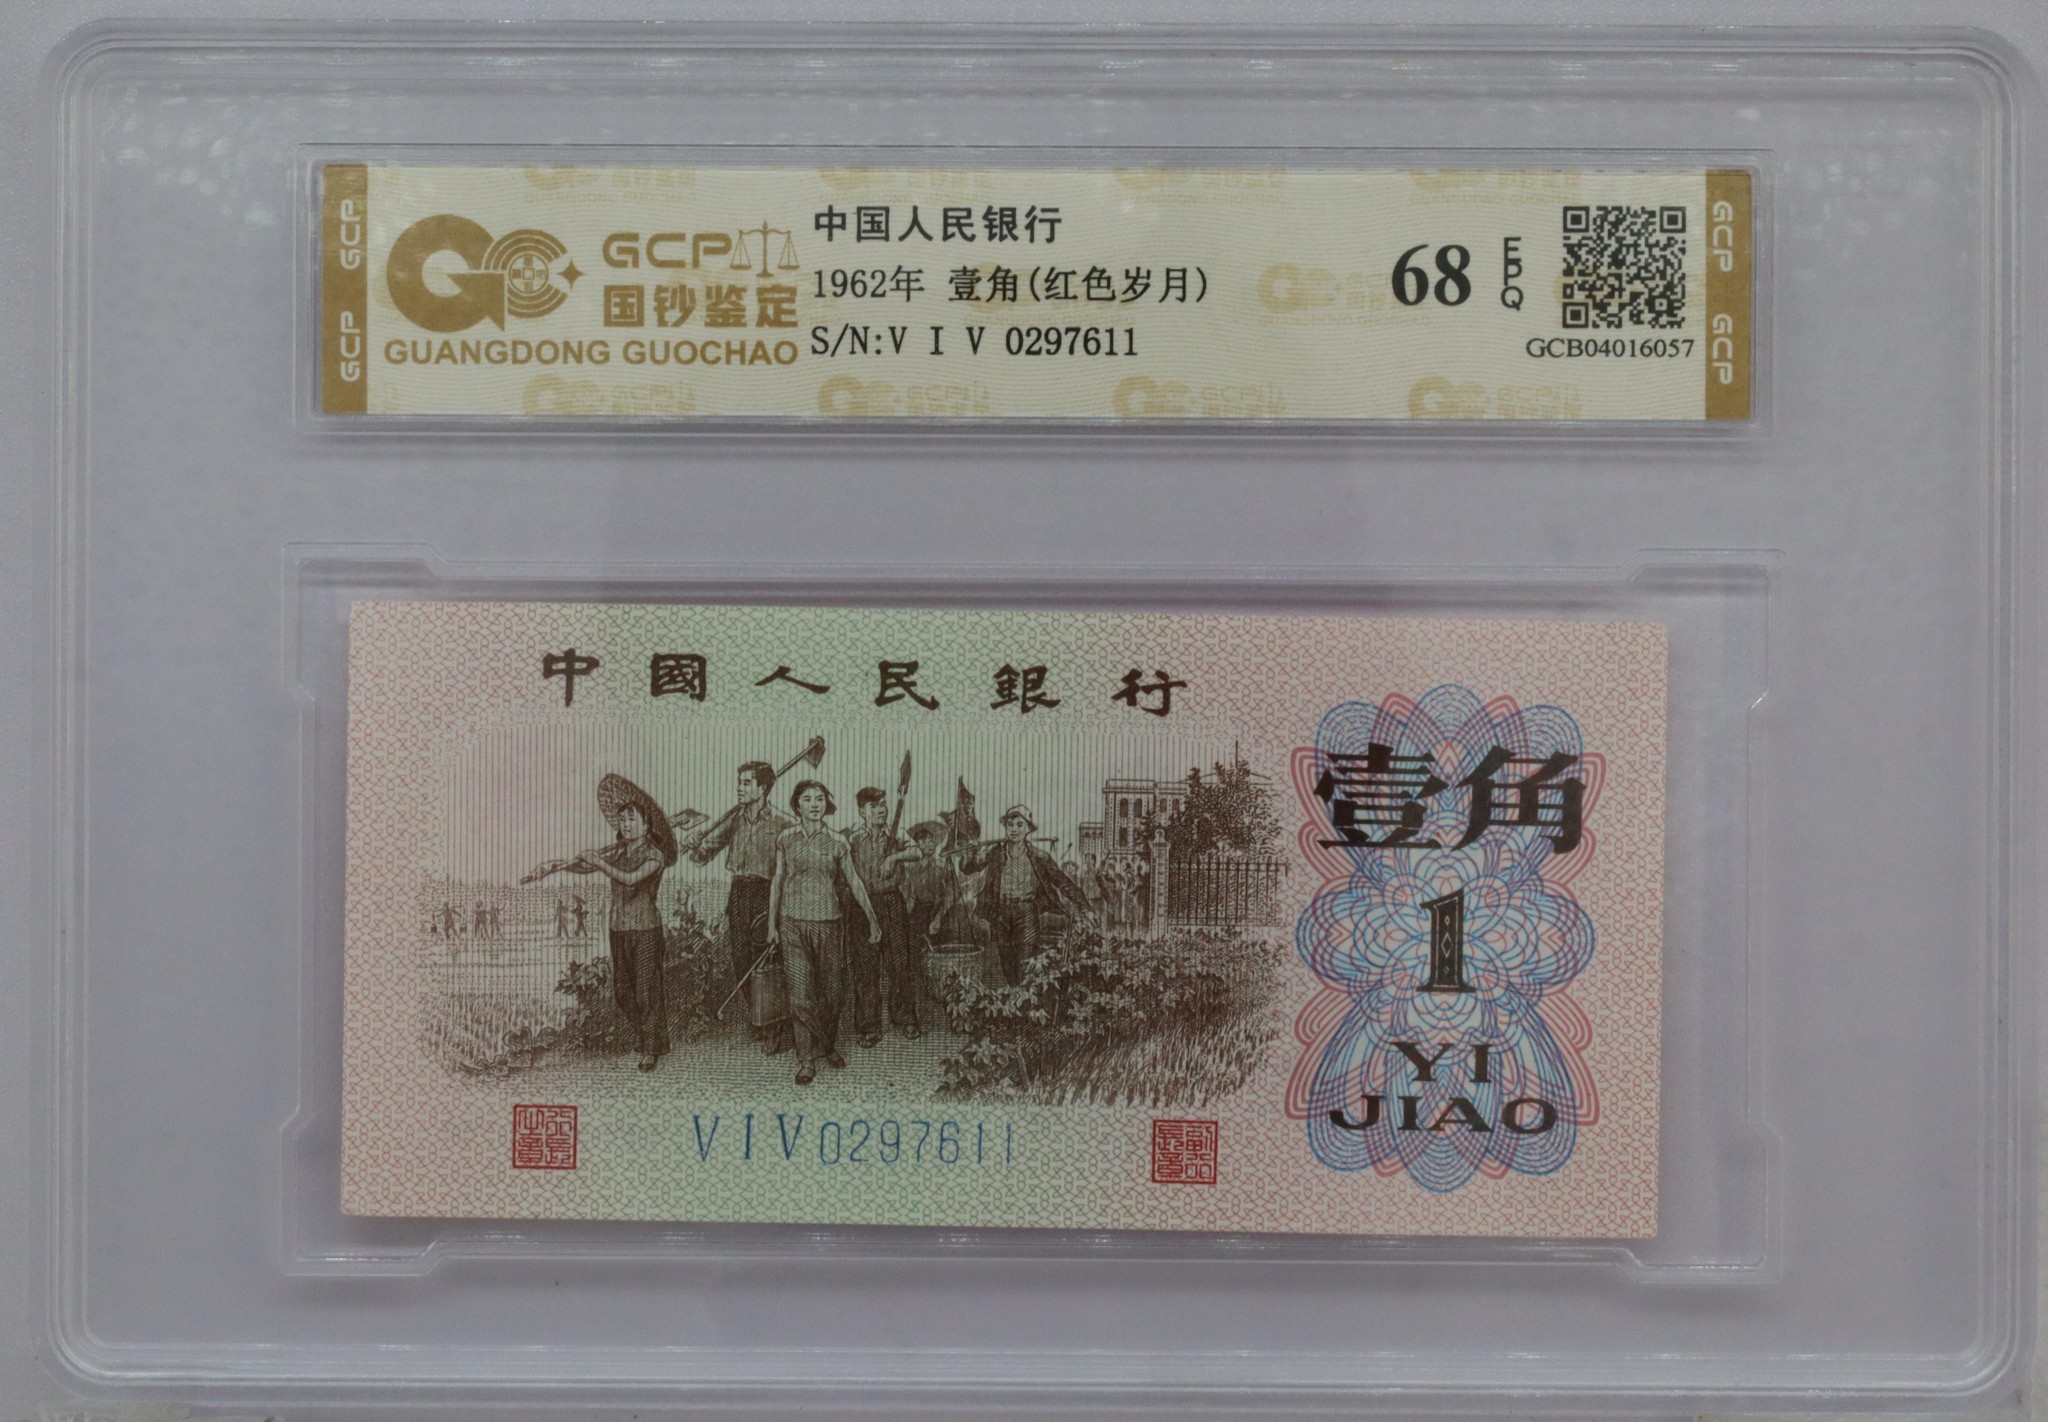 GCP GCP
GCP
国钞鉴定
GUANGDONG GUOCHAO
中国人民银行
1962年 壹角(红色岁月)
S/N:V I V 0297611
68
EPQ
GCB04016057
GCP GCP
中國人民銀行
壹角
1
YI
JIAO
V I V 0297611